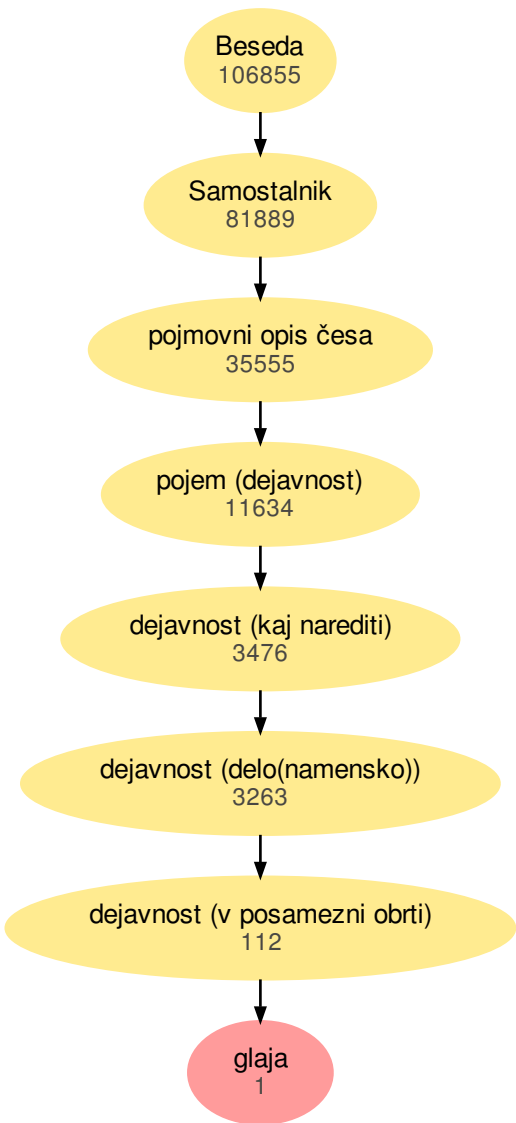 Beseda
106855
Samostalnik
81889
pojmovni opis česa
35555
pojem (dejavnost)
11634
dejavnost (kaj narediti)
3476
dejavnost (delo(namensko))
3263
dejavnost (v posamezni obrti)
112
glaja
1